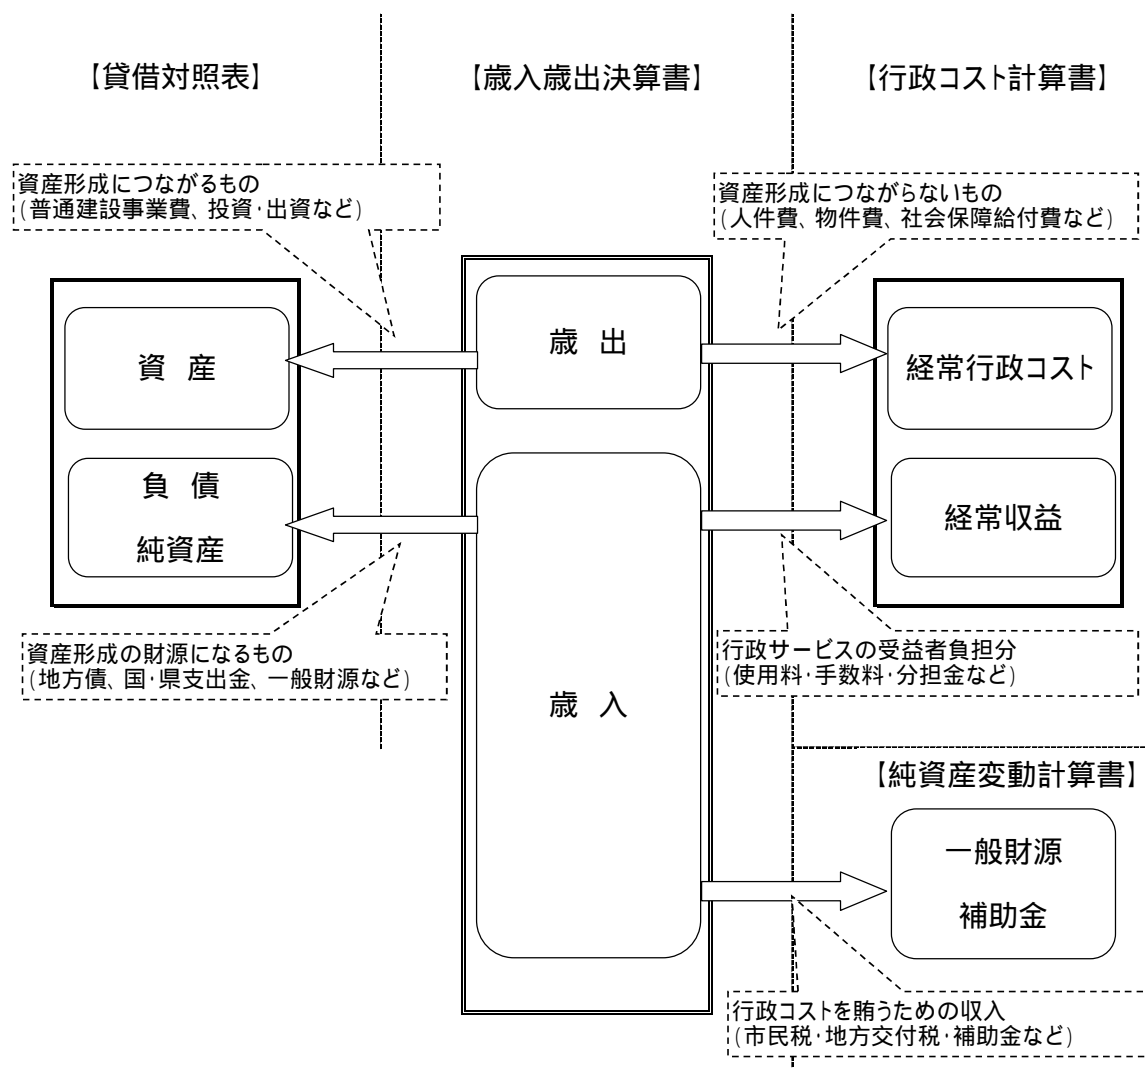 【貸借対照表】
【歳入歳出決算書】
【行政コスト計算書】
資産形成につながるもの
(普通建設事業費、投資・出資など)
資産形成につながらないもの
(人件費、物件費、社会保障給付費など)
資 産
歳 出
経常行政コスト
負 債
純資産
経常収益
資産形成の財源になるもの
(地方債、国・県支出金、一般財源など)
歳 入
行政サービスの受益者負担分
(使用料・手数料・分担金など)
【純資産変動計算書】
一般財源
補助金
行政コストを賄うための収入
(市民税・地方交付税・補助金など)